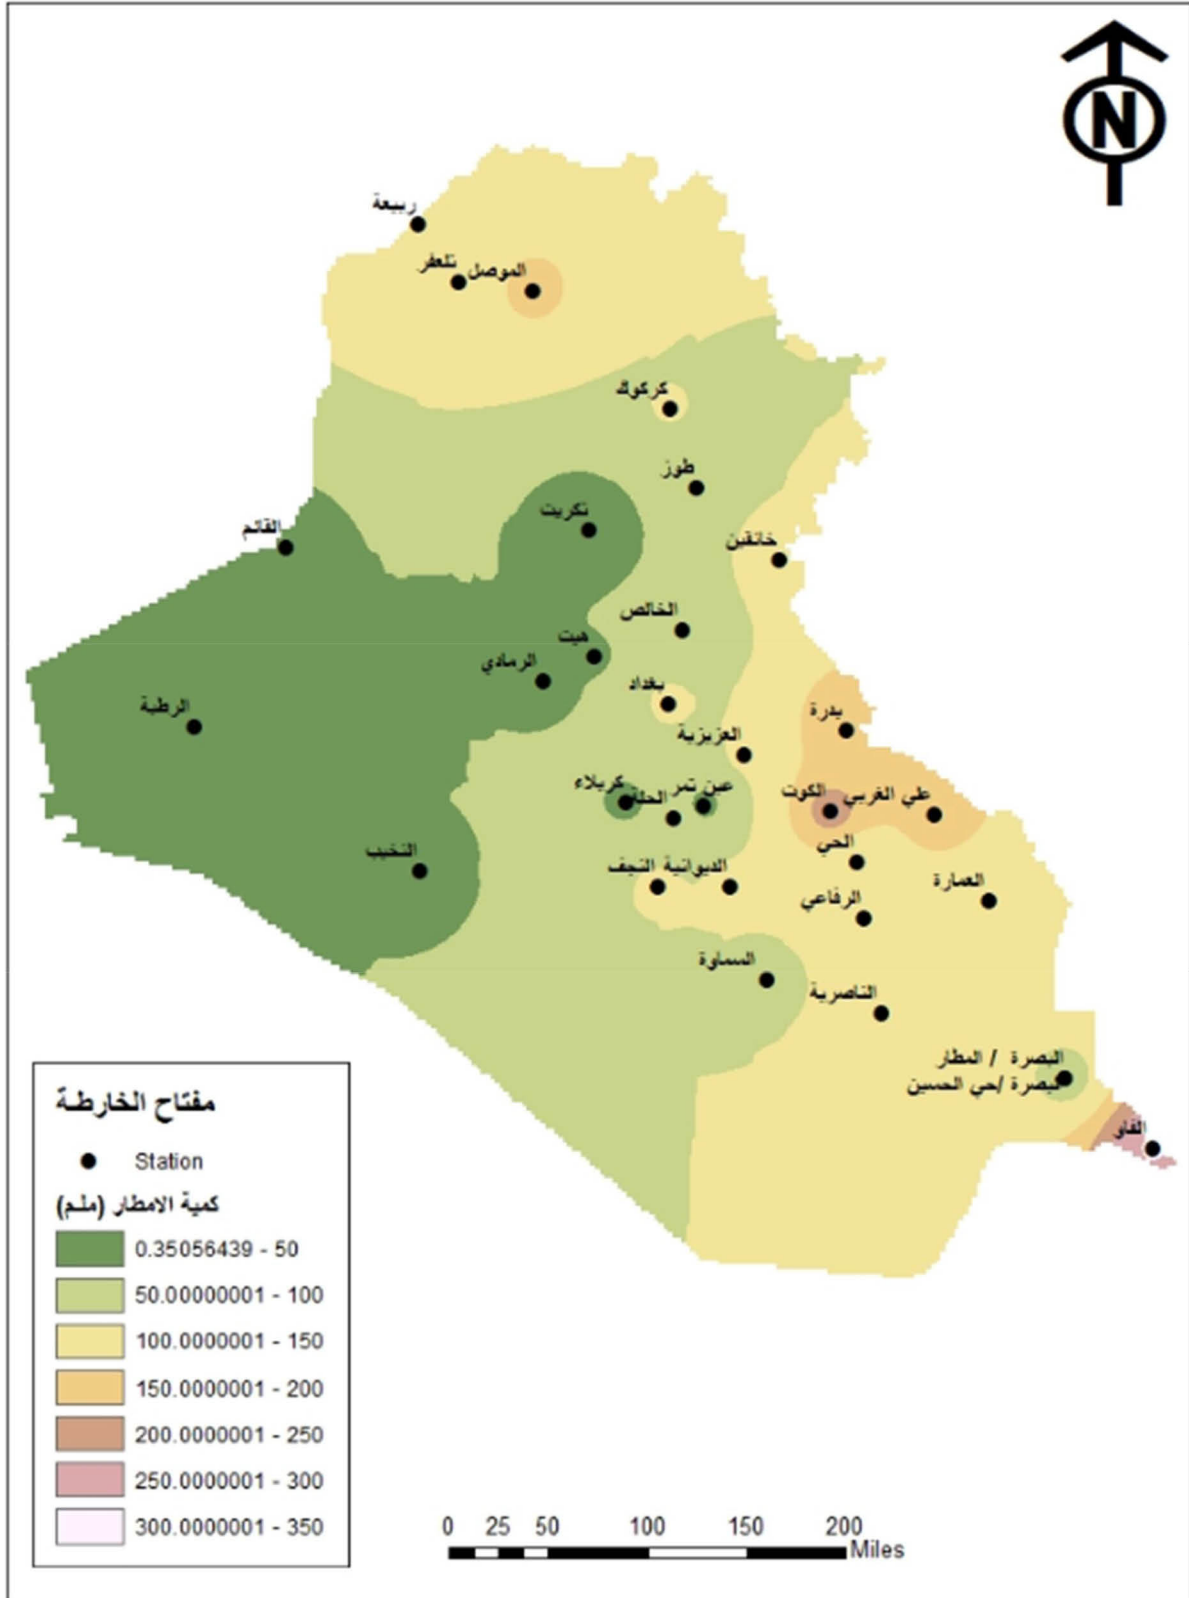 N
ربيعة
تلعفر
الموصل
كركوك
طوز
تكريت
القائم
خانقين
الخالص
هيت
الرمادي
بغداد
الرطبة
بدرة
العزيزية
كربلاء
الحلة
عين تمر
الكوت
علي الغربي
الحي
النخيب
النجف
الديوانية
العمارة
الرفاعي
السماوة
الناصرية
البصرة / المطار
البصرة /حي الحسين
الفاو
مفتاح الخارطة
Station
كمية الامطار (ملم)
0.35056439 - 50
50.00000001 - 100
100.0000001 - 150
150.0000001 - 200
200.0000001 - 250
250.0000001 - 300
300.0000001 - 350
0 25 50 100 150 200
Miles